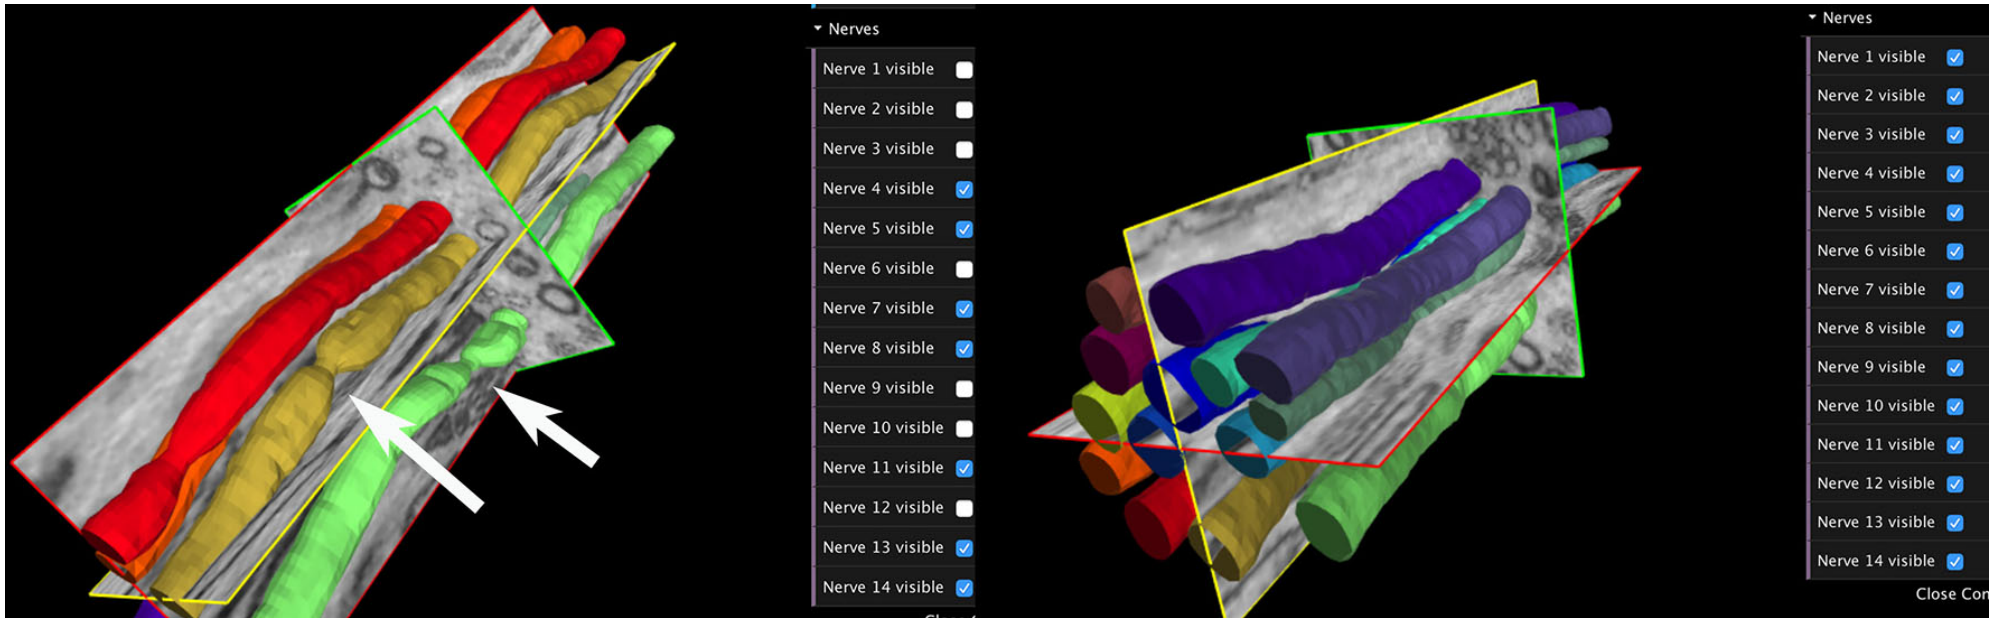 Nerves
Nerve 1 visible
Nerve 2 visible
Nerve 3 visible
Nerve 4 visible
Nerve 5 visible
Nerve 6 visible
Nerve 7 visible
Nerve 8 visible
Nerve 9 visible
Nerve 10 visible
Nerve 11 visible
Nerve 12 visible
Nerve 13 visible
Nerve 14 visible
Nerves
Nerve 1 visible
Nerve 2 visible
Nerve 3 visible
Nerve 4 visible
Nerve 5 visible
Nerve 6 visible
Nerve 7 visible
Nerve 8 visible
Nerve 9 visible
Nerve 10 visible
Nerve 11 visible
Nerve 12 visible
Nerve 13 visible
Nerve 14 visible
Close Con